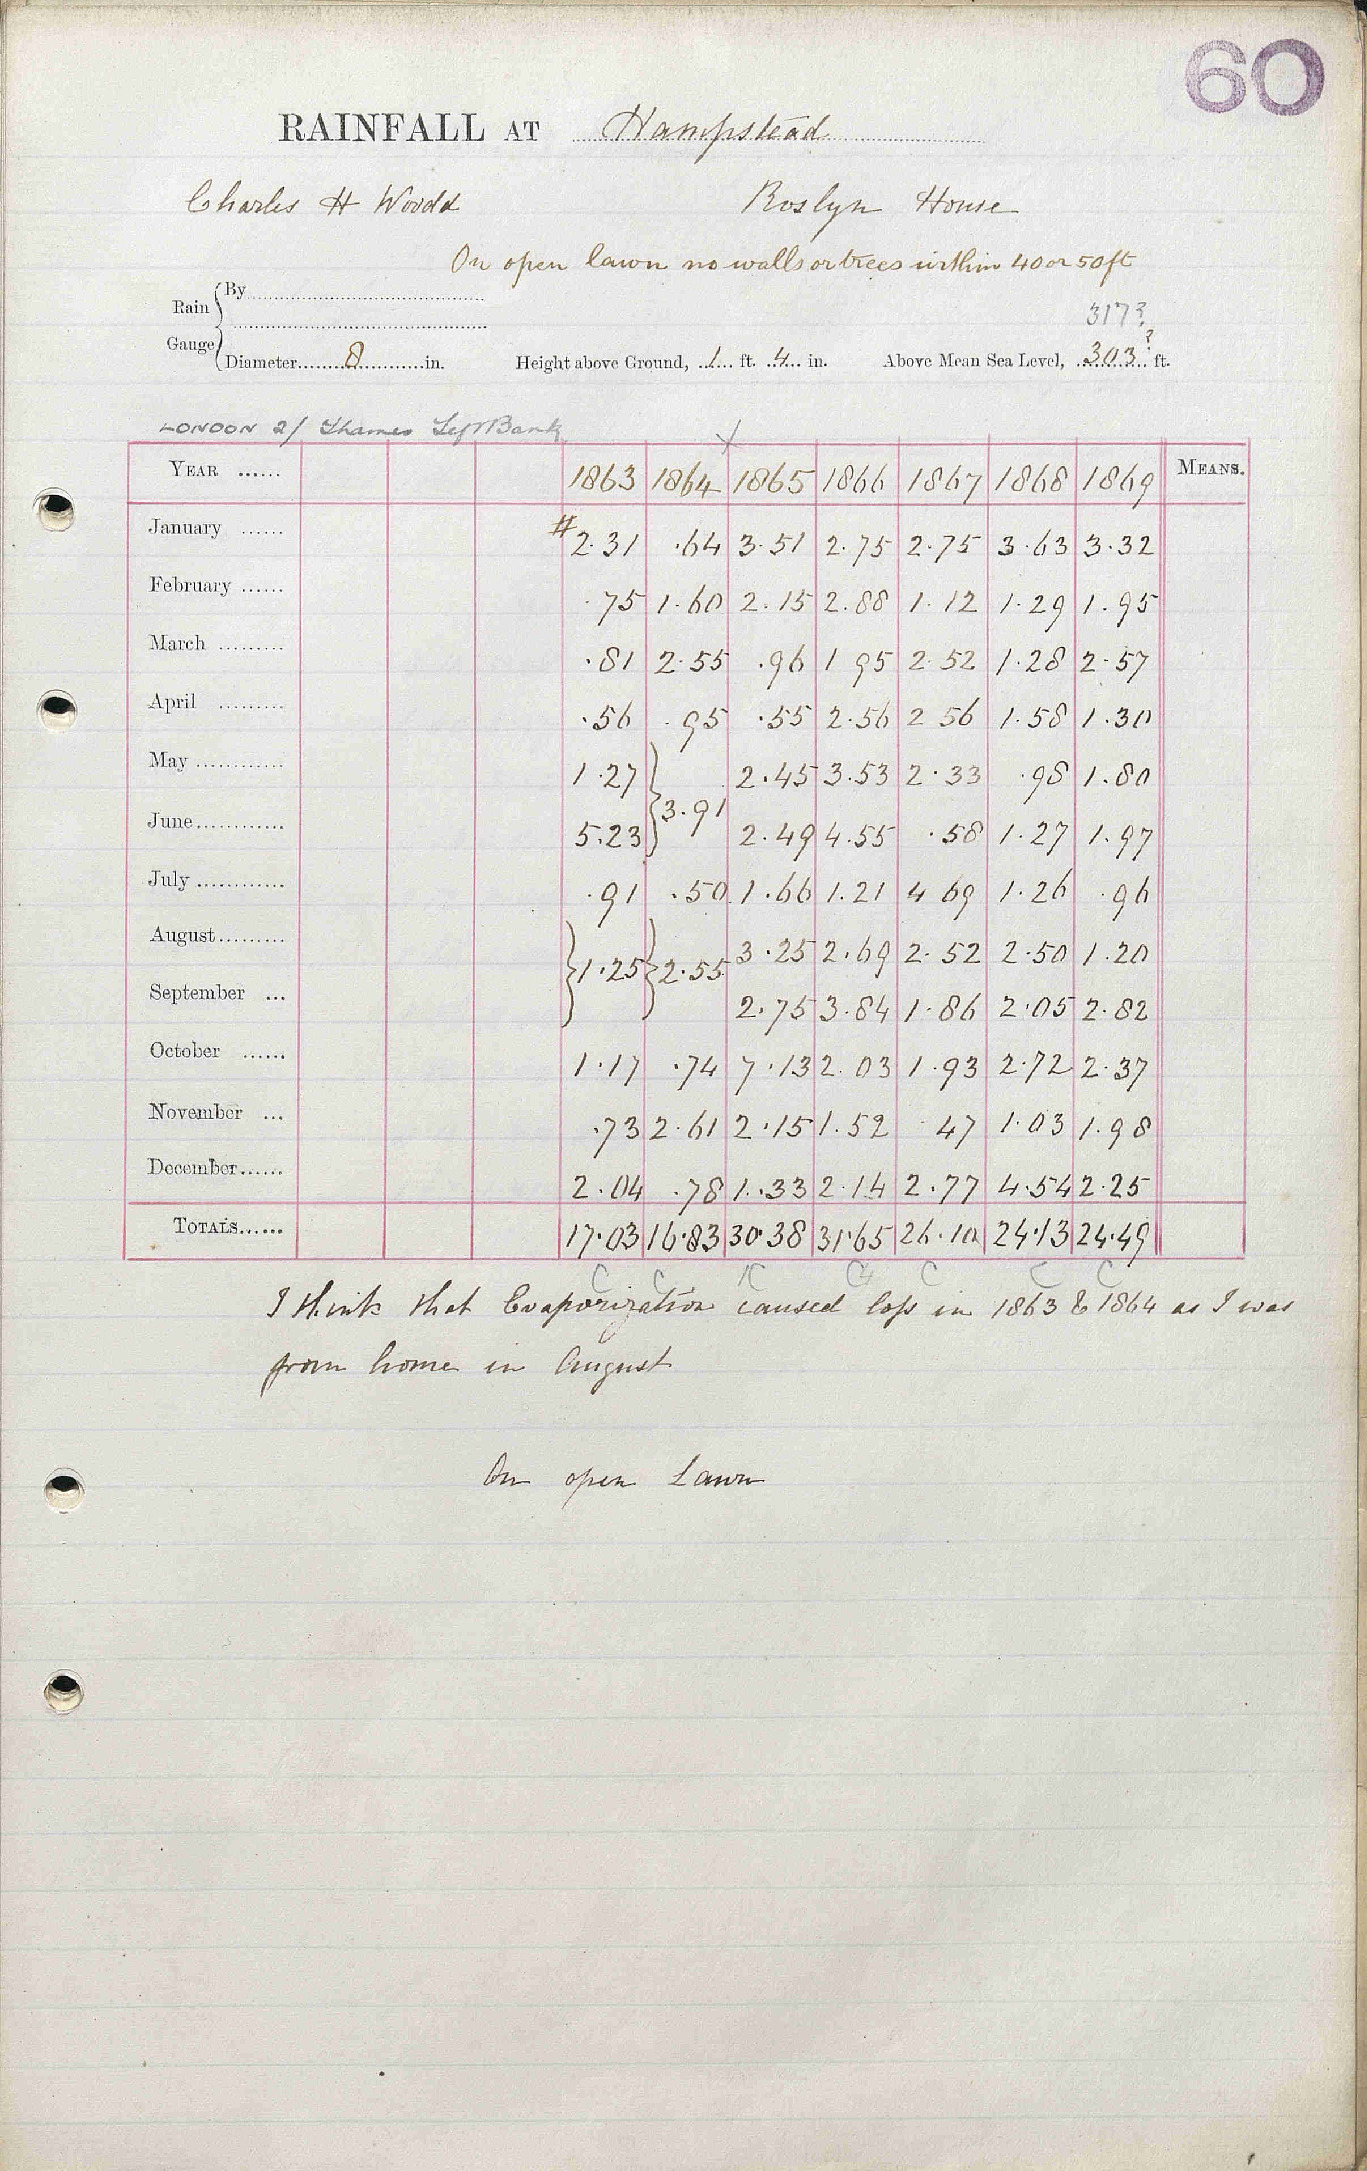 60
RAINFALL AT Hampstead
Charles H Woodd Roslyn House
On open lawn no walls or trees within 40 or 50 ft
Rain Gauge { By
317?
Diameter 8 in. Height above Ground, 1 ft. 4 in. Above Mean Sea Level, 303? ft.
LONDON 2/ Thames Left Bank
YEAR ...... 1863 1864 1865 1866 1867 1868 1869 MEANS.
January ...... # 2.31 .64 3.51 2.75 2.75 3.63 3.32
February ...... .75 1.60 2.15 2.88 1.12 1.29 1.95
March ......... .81 2.55 .96 1 95 2.52 1.28 2.57
April ......... .56 .95 .55 2.56 2 56 1.58 1.30
May ............ 1.27 } 2.45 3.53 2.33 .98 1.80
3.91
June ............ 5.23 2.49 4.55 .58 1.27 1.97
July ............ .91 .50 1.66 1.21 4 69 1.26 .96
August ......... } } 3.25 2.69 2.52 2.50 1.20
1.25 2.55
September ... 2.75 3.84 1.86 2.05 2.82
October ...... 1.17 .74 7.13 2.03 1.93 2.72 2.37
November ... .73 2.61 2.15 1.52 .47 1.03 1.98
December ...... 2.04 .78 1.33 2.14 2.77 4.54 2.25
TOTALS ...... 17.03 16.83 30.38 31.65 26.10 24.13 24.49
C C C C C C
I think that Evaporization caused loss in 1863 & 1864 as I was
from home in August
On open Lawn